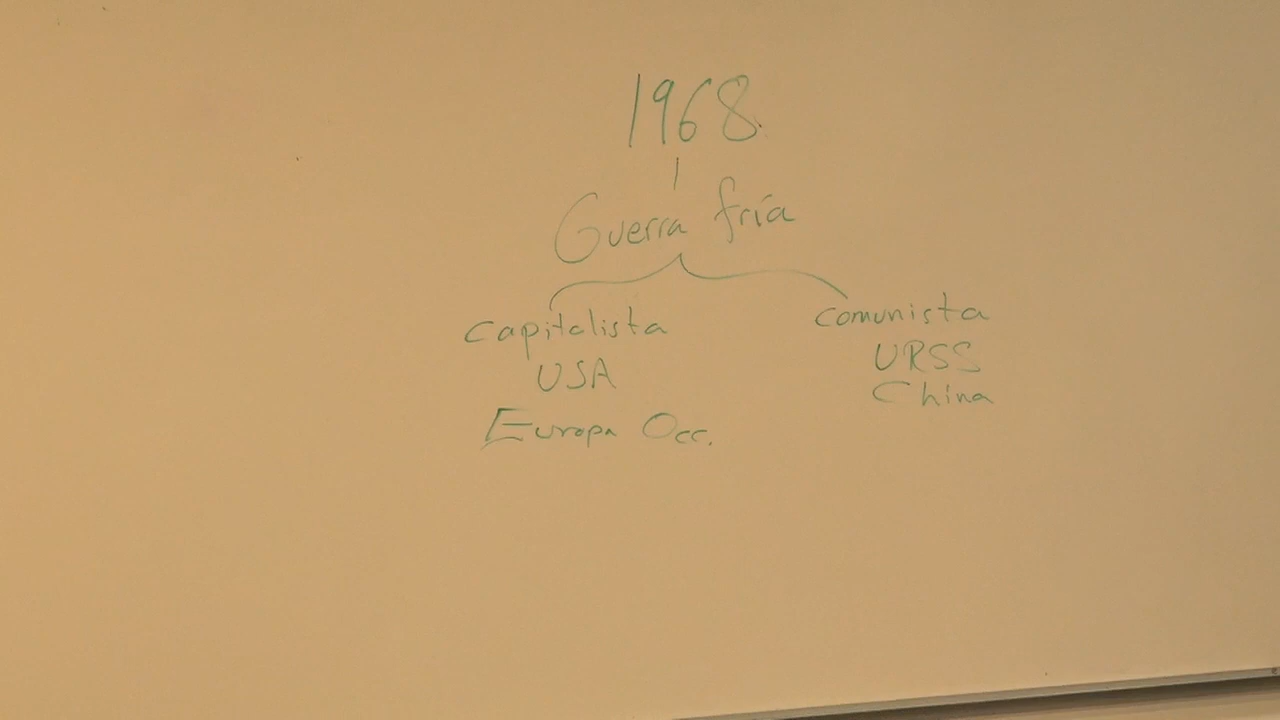 1968
Guerra fría
Capitalista
USA
Europa Occ.
Comunista
URSS
China